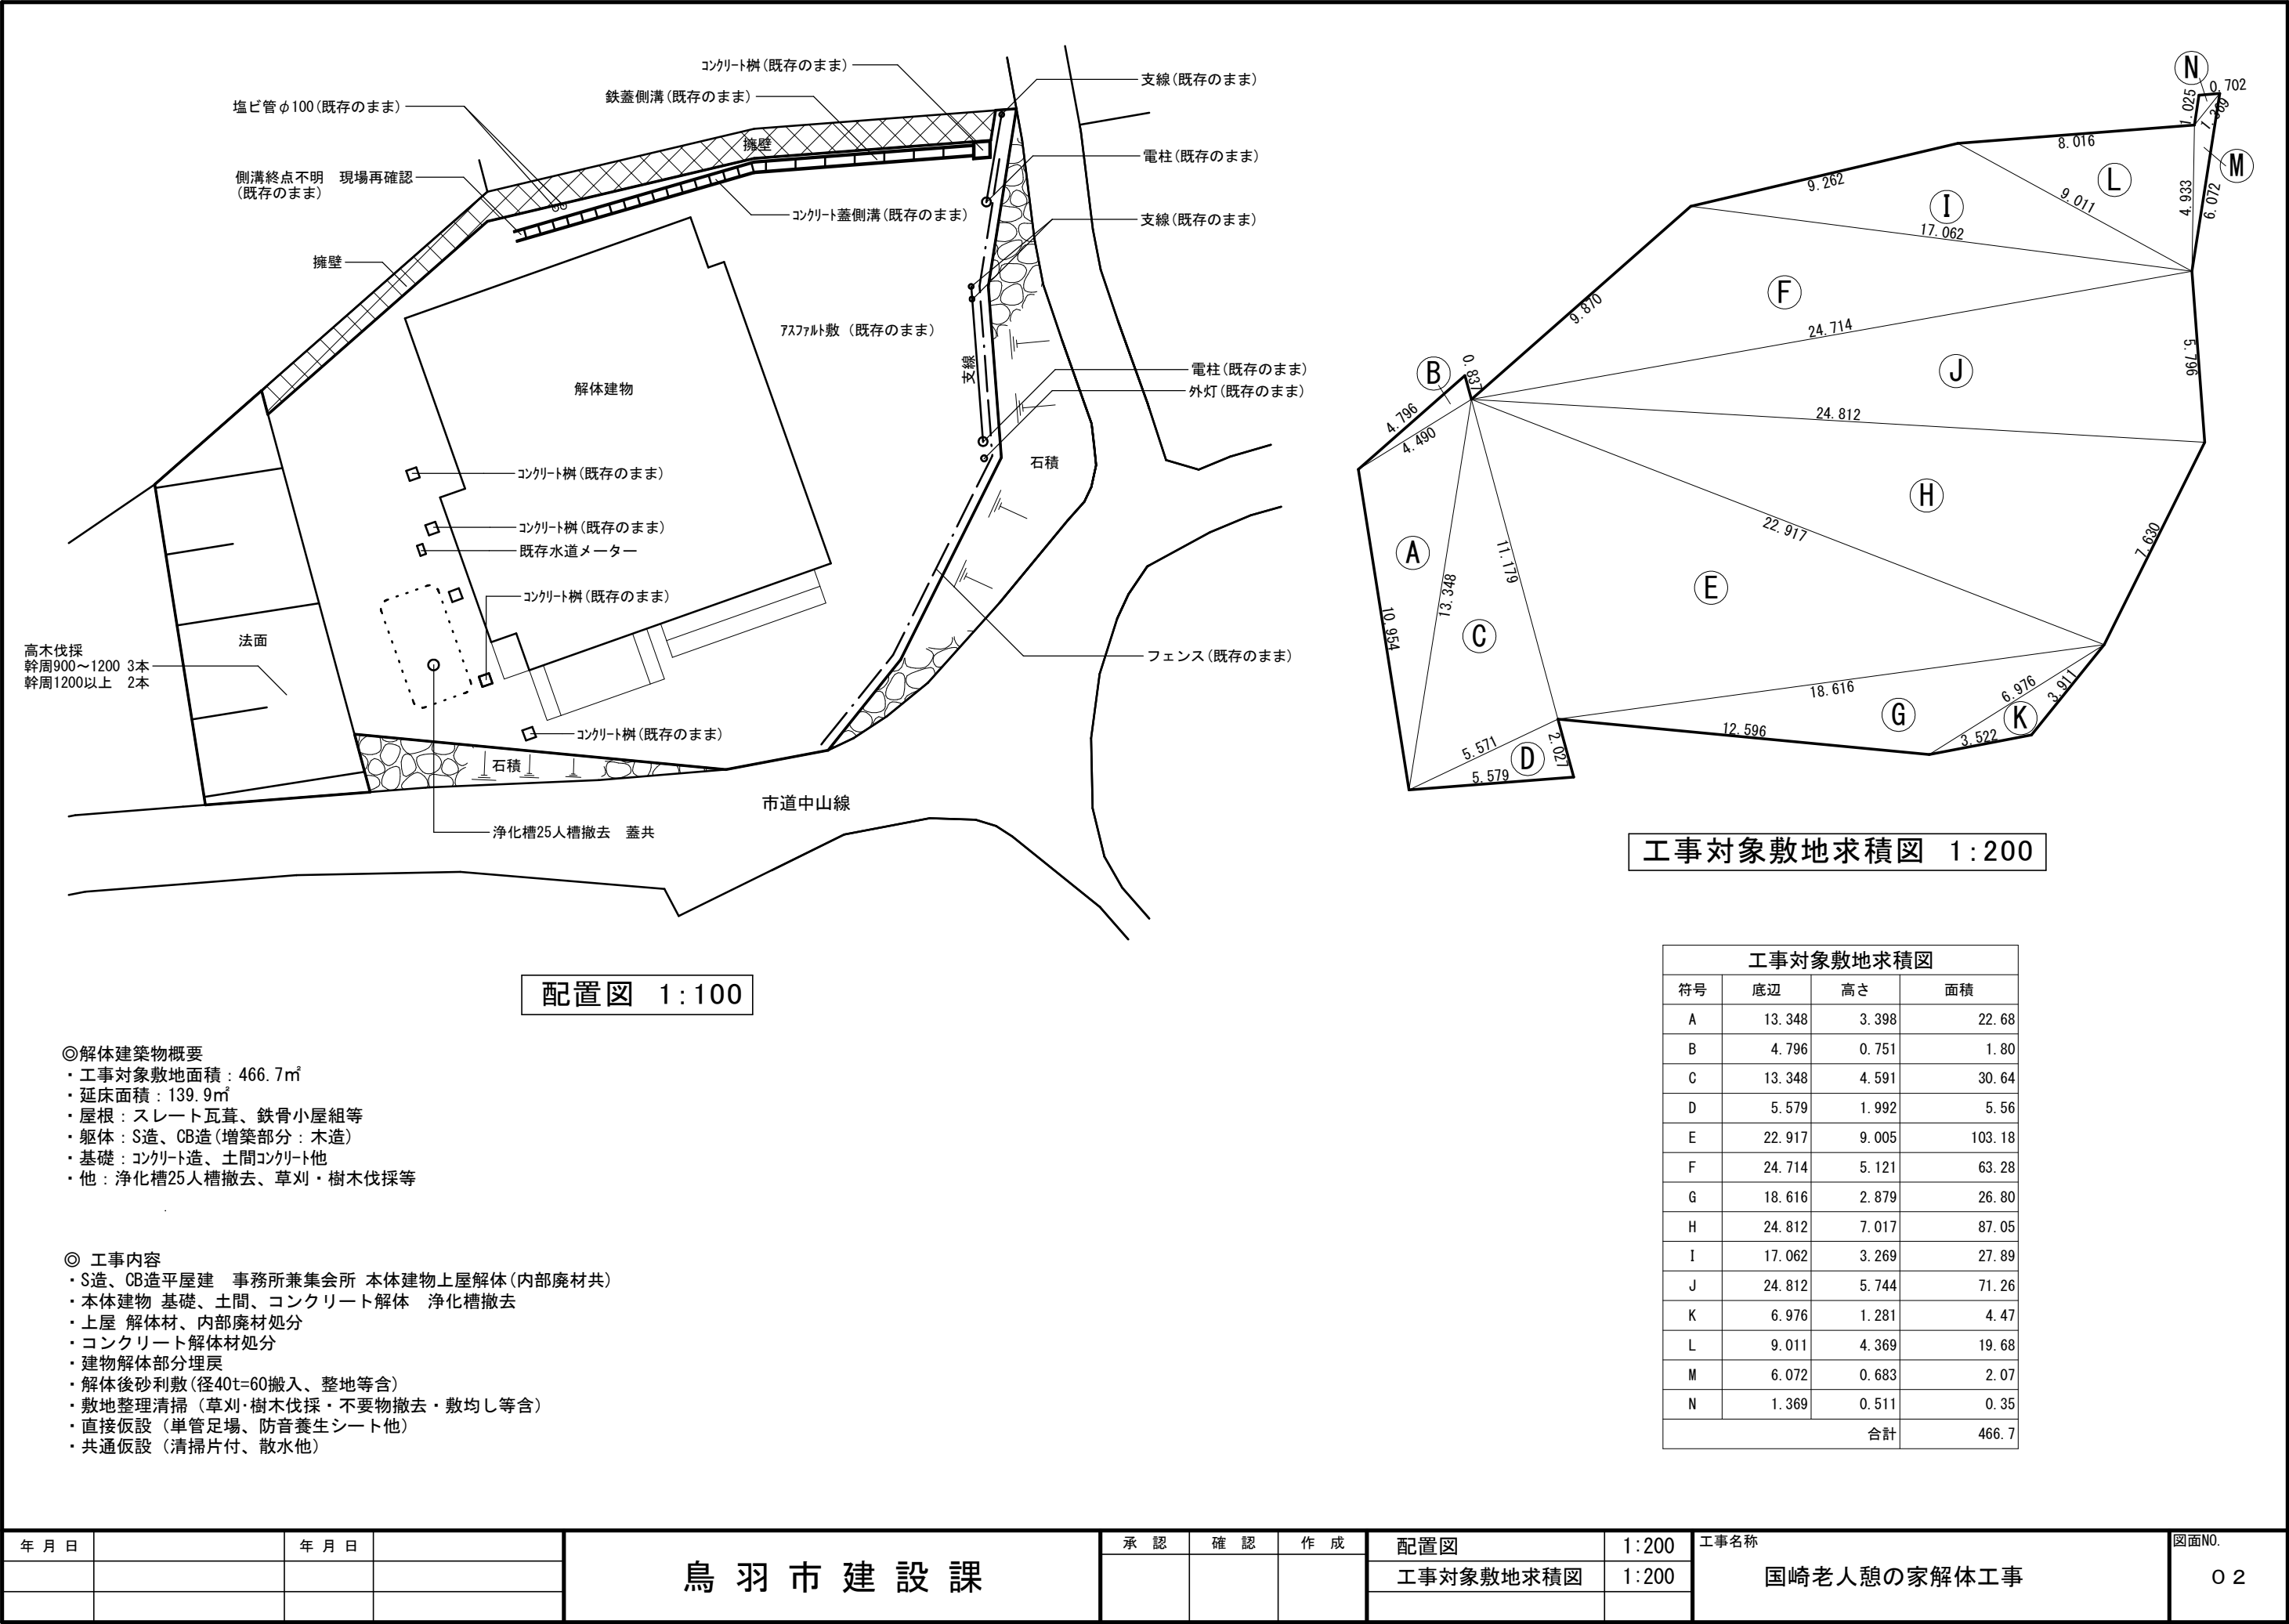 コンクリート桝(既存のまま)
鉄蓋側溝(既存のまま)
塩ビ管φ100(既存のまま)
擁壁
側溝終点不明 現場再確認
(既存のまま)
コンクリート蓋側溝(既存のまま)
擁壁
支線(既存のまま)
電柱(既存のまま)
支線(既存のまま)
アスファルト敷 (既存のまま)
支線
電柱(既存のまま)
外灯(既存のまま)
解体建物
石積
コンクリート桝(既存のまま)
コンクリート桝(既存のまま)
既存水道メーター
コンクリート桝(既存のまま)
法面
高木伐採
幹周900～1200 3本
幹周1200以上 2本
フェンス(既存のまま)
コンクリート桝(既存のまま)
石積
市道中山線
浄化槽25人槽撤去 蓋共
配置図 1:100
N
0.702
1.025
1.369
8.016
M
L
9.262
4.933
6.072
9.011
I
17.062
F
9.870
24.714
5.796
J
B
0.837
4.796
4.490
24.812
H
22.917
7.630
A
11.179
13.348
E
10.954
C
18.616
6.976
3.911
G
K
12.596
3.522
5.571
2.027
D
5.579
工事対象敷地求積図 1:200
工事対象敷地求積図
符号 底辺 高さ 面積
A 13.348 3.398 22.68
B 4.796 0.751 1.80
C 13.348 4.591 30.64
D 5.579 1.992 5.56
E 22.917 9.005 103.18
F 24.714 5.121 63.28
G 18.616 2.879 26.80
H 24.812 7.017 87.05
I 17.062 3.269 27.89
J 24.812 5.744 71.26
K 6.976 1.281 4.47
L 9.011 4.369 19.68
M 6.072 0.683 2.07
N 1.369 0.511 0.35
合計 466.7
◎解体建築物概要
・工事対象敷地面積：466.7㎡
・延床面積：139.9㎡
・屋根：スレート瓦葺、鉄骨小屋組等
・躯体：S造、CB造(増築部分：木造)
・基礎：コンクリート造、土間コンクリート他
・他：浄化槽25人槽撤去、草刈・樹木伐採等
◎ 工事内容
・S造、CB造平屋建 事務所兼集会所 本体建物上屋解体(内部廃材共)
・本体建物 基礎、土間、コンクリート解体 浄化槽撤去
・上屋 解体材、内部廃材処分
・コンクリート解体材処分
・建物解体部分埋戻
・解体後砂利敷(径40t=60搬入、整地等含)
・敷地整理清掃（草刈･樹木伐採・不要物撤去・敷均し等含)
・直接仮設（単管足場、防音養生シート他)
・共通仮設（清掃片付、散水他)
年 月 日
年 月 日
鳥羽市建設課
承 認
確 認
作 成
配置図 1:200
工事対象敷地求積図 1:200
工事名称
国崎老人憩の家解体工事
図面NO.
０２